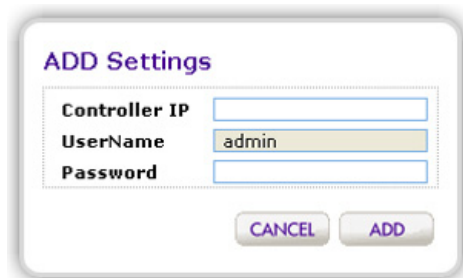 ADD Settings
Controller IP
UserName admin
Password
CANCEL ADD